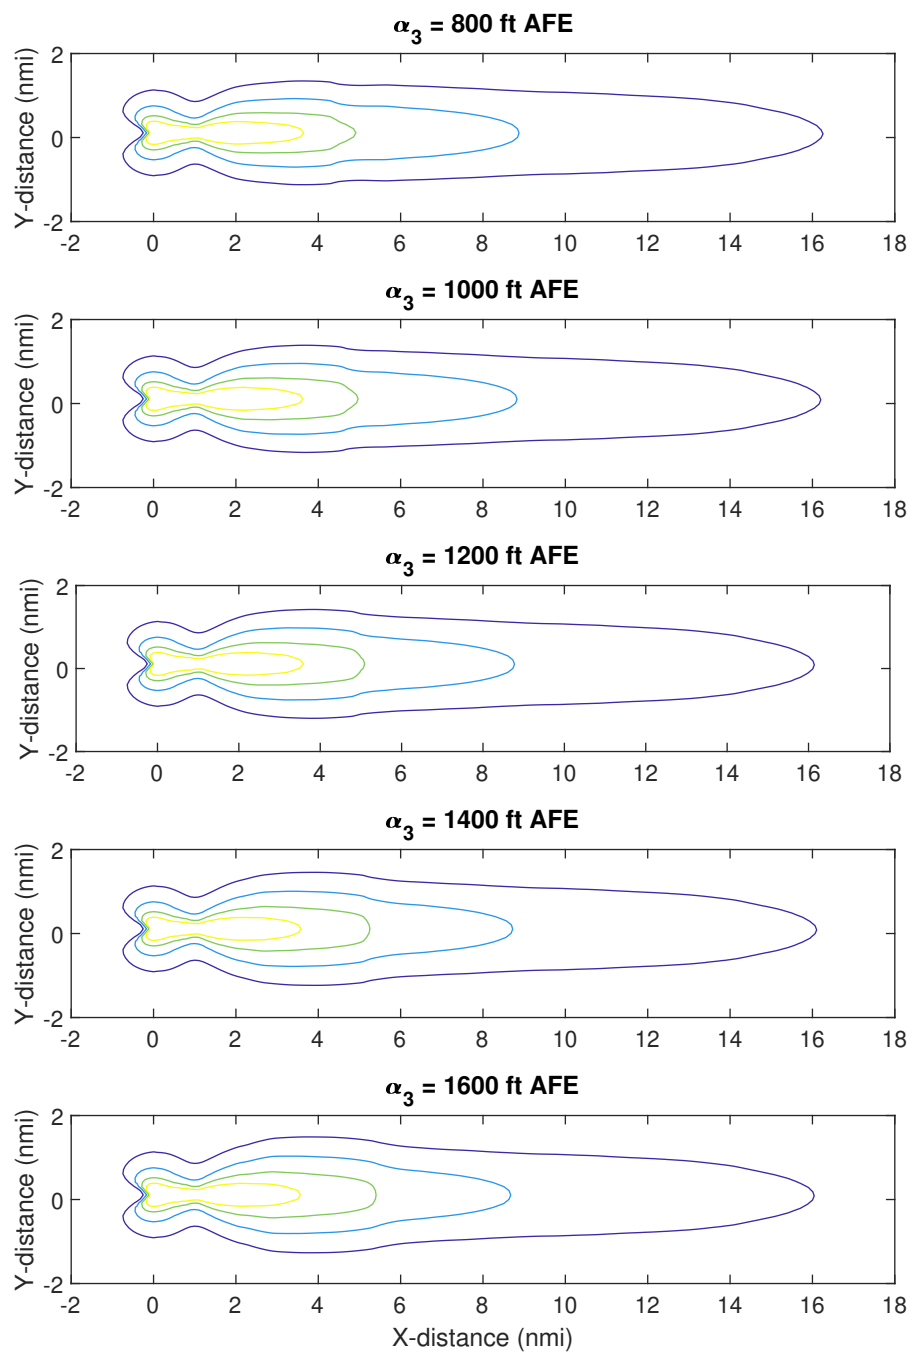 α₃ = 800 ft AFE
Y-distance (nmi)
2
0
-2
-2 0 2 4 6 8 10 12 14 16 18
α₃ = 1000 ft AFE
Y-distance (nmi)
2
0
-2
-2 0 2 4 6 8 10 12 14 16 18
α₃ = 1200 ft AFE
Y-distance (nmi)
2
0
-2
-2 0 2 4 6 8 10 12 14 16 18
α₃ = 1400 ft AFE
Y-distance (nmi)
2
0
-2
-2 0 2 4 6 8 10 12 14 16 18
α₃ = 1600 ft AFE
Y-distance (nmi)
2
0
-2
-2 0 2 4 6 8 10 12 14 16 18
X-distance (nmi)